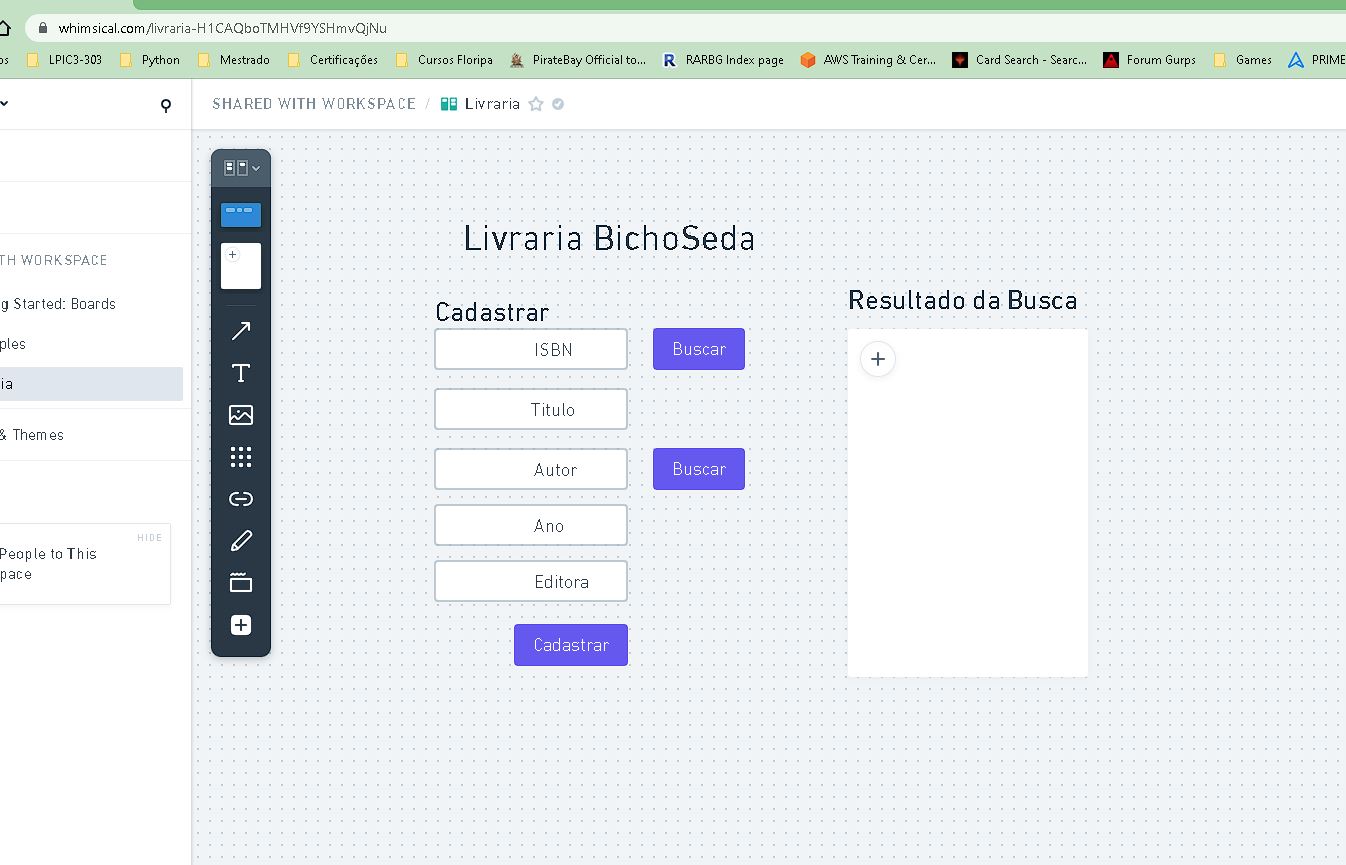 whimsical.com/livraria-H1CAQboTMHVf9YSHmvQjNu
os LPIC3-303 Python Mestrado Certificações Cursos Floripa PirateBay Official to... RARBG Index page AWS Training & Cer... Card Search - Searc... Forum Gurps Games PRIME
SHARED WITH WORKSPACE / Livraria
TH WORKSPACE
g Started: Boards
ples
ia
& Themes
HIDE
People to This
pace
Livraria BichoSeda
Cadastrar
ISBN
Buscar
Titulo
Autor
Buscar
Ano
Editora
Cadastrar
Resultado da Busca